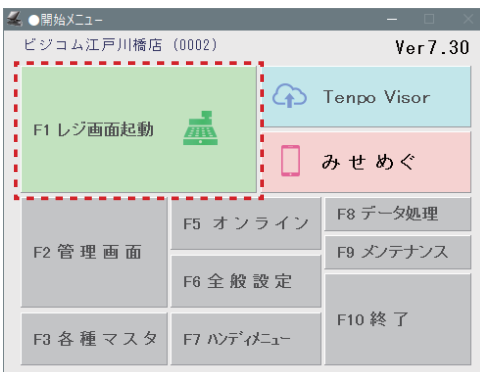 ●開始メニュー
ビジコム江戸川橋店 (0002)
Ver7.30
F1 レジ画面起動
Tenpo Visor
みせめぐ
F2 管理画面
F5 オンライン
F8 データ処理
F9 メンテナンス
F6 全般設定
F10 終了
F3 各種マスタ
F7 ハンディメニュー